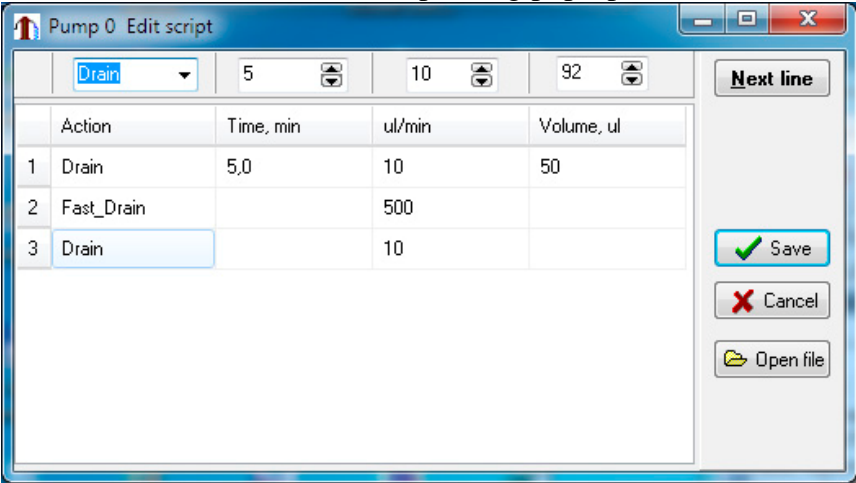 Pump 0 Edit script
Drain 5 10 92 Next line
Action Time, min ul/min Volume, ul
1 Drain 5,0 10 50
2 Fast_Drain 500
3 Drain 10
Save
Cancel
Open file